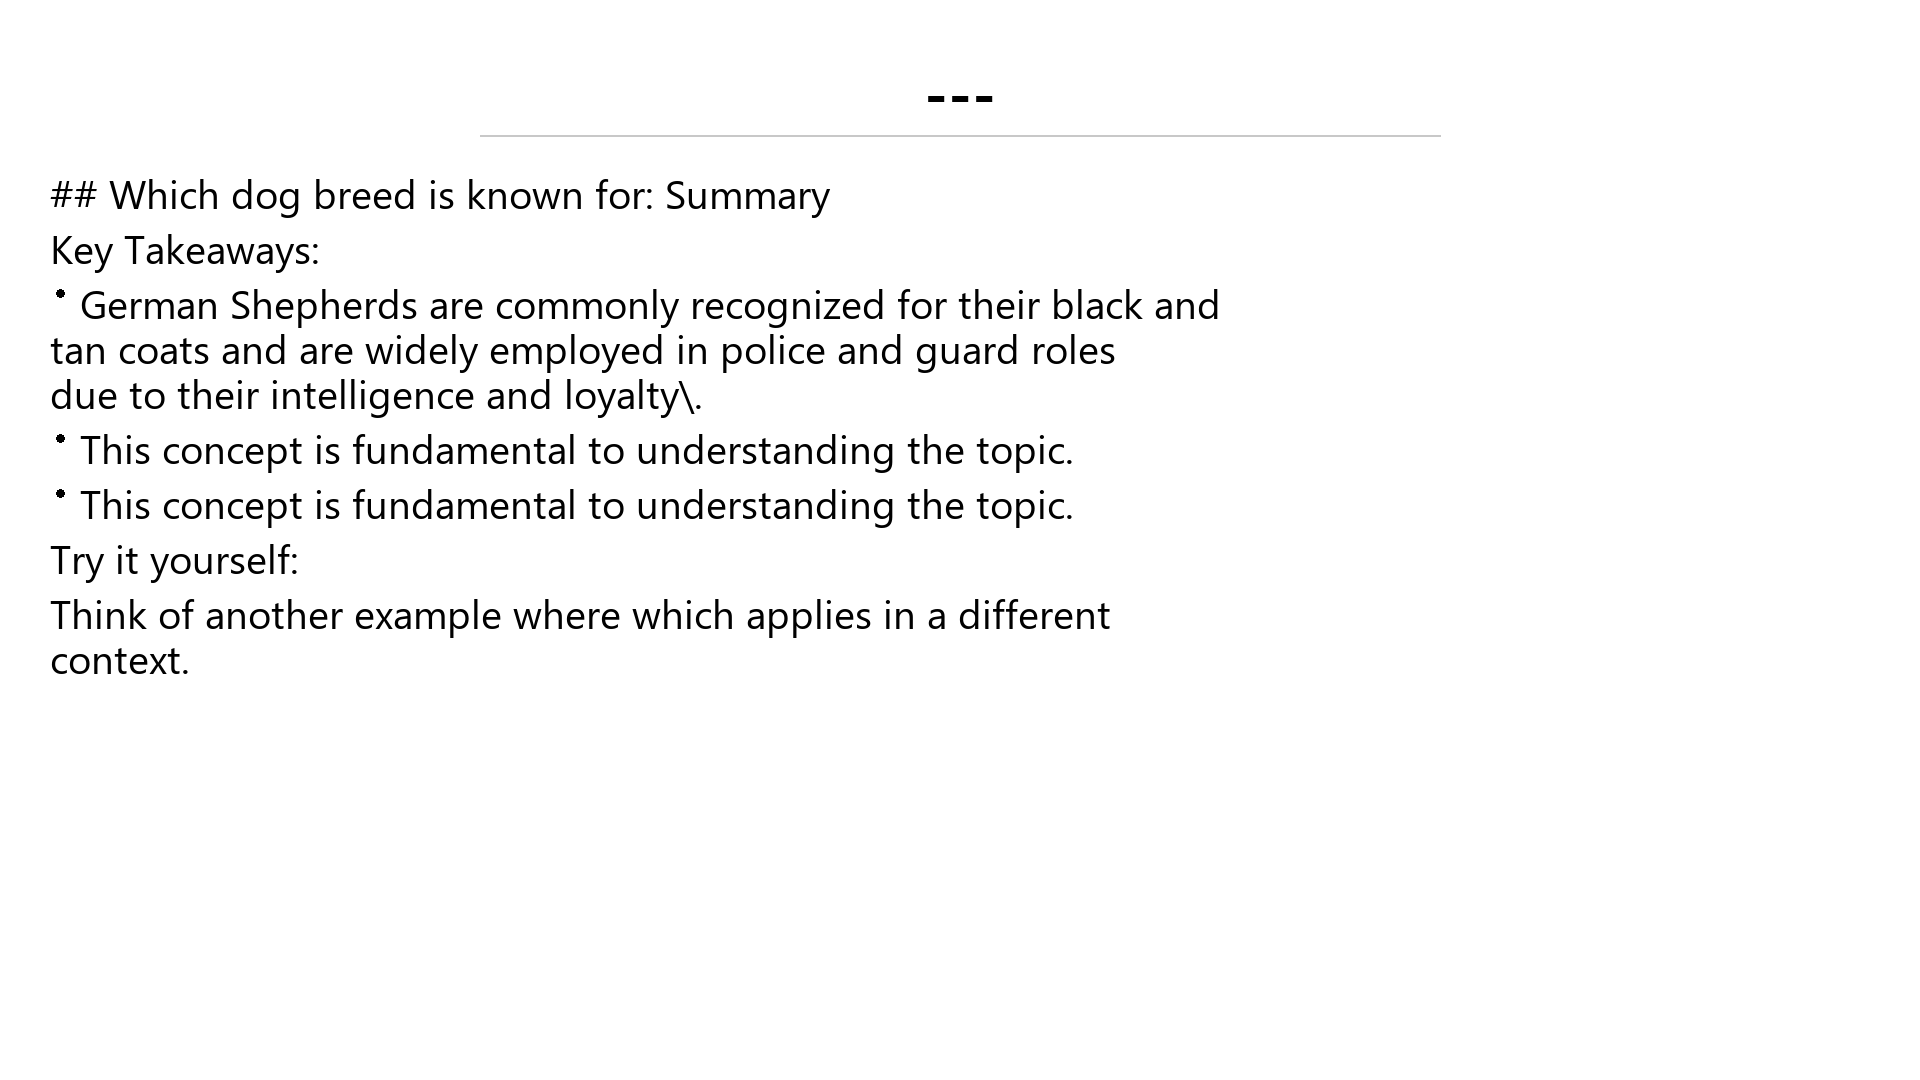 ---
## Which dog breed is known for: Summary
Key Takeaways:
• German Shepherds are commonly recognized for their black and
tan coats and are widely employed in police and guard roles
due to their intelligence and loyalty\.
• This concept is fundamental to understanding the topic.
• This concept is fundamental to understanding the topic.
Try it yourself:
Think of another example where which applies in a different
context.